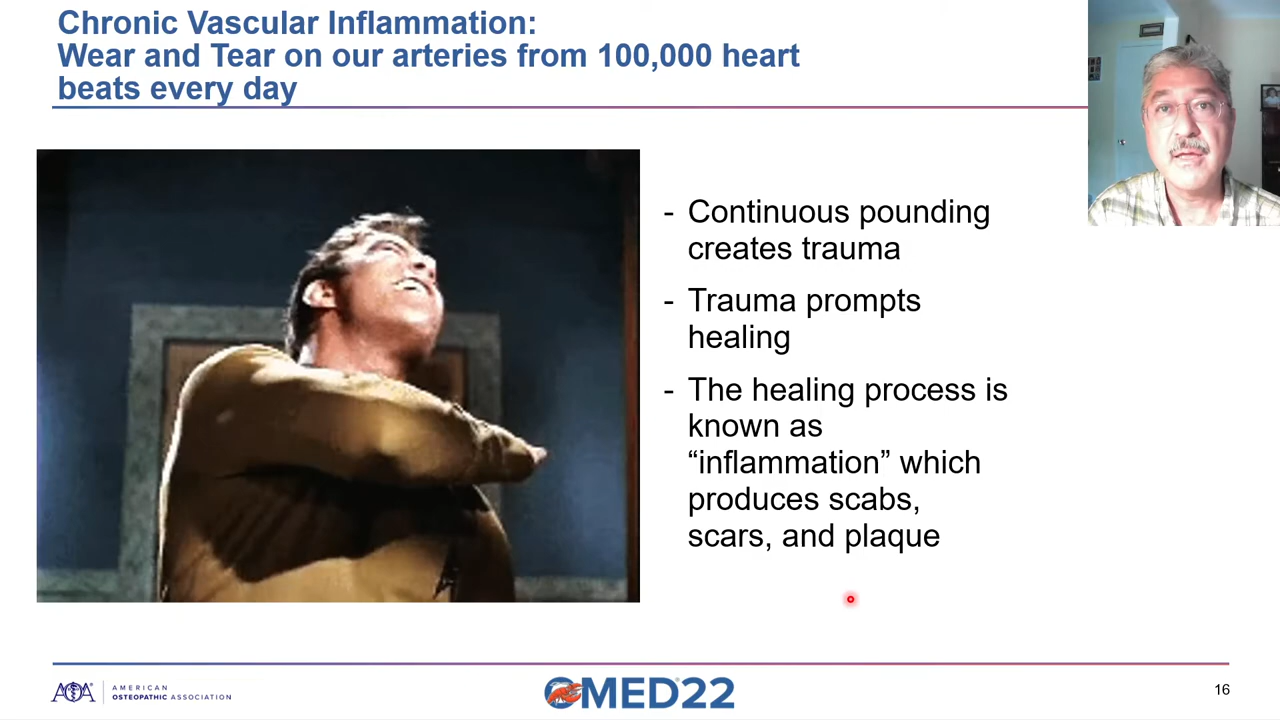 Chronic Vascular Inflammation:
Wear and Tear on our arteries from 100,000 heart
beats every day
- Continuous pounding
creates trauma
- Trauma prompts
healing
- The healing process is
known as
“inflammation” which
produces scabs,
scars, and plaque
AOA
AMERICAN
OSTEOPATHIC ASSOCIATION
OMED22
16